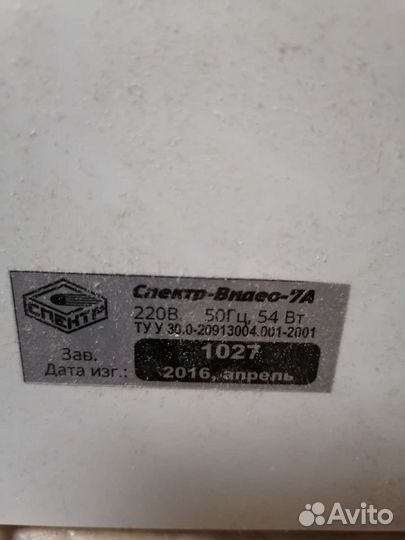 СПЕКТР
Спектр-Видео-7А
220В. 50Гц, 54 Вт
ТУ У 30.0-20913004.001-2001
Зав. 1027
Дата изг.: 2016, апрель
Avito